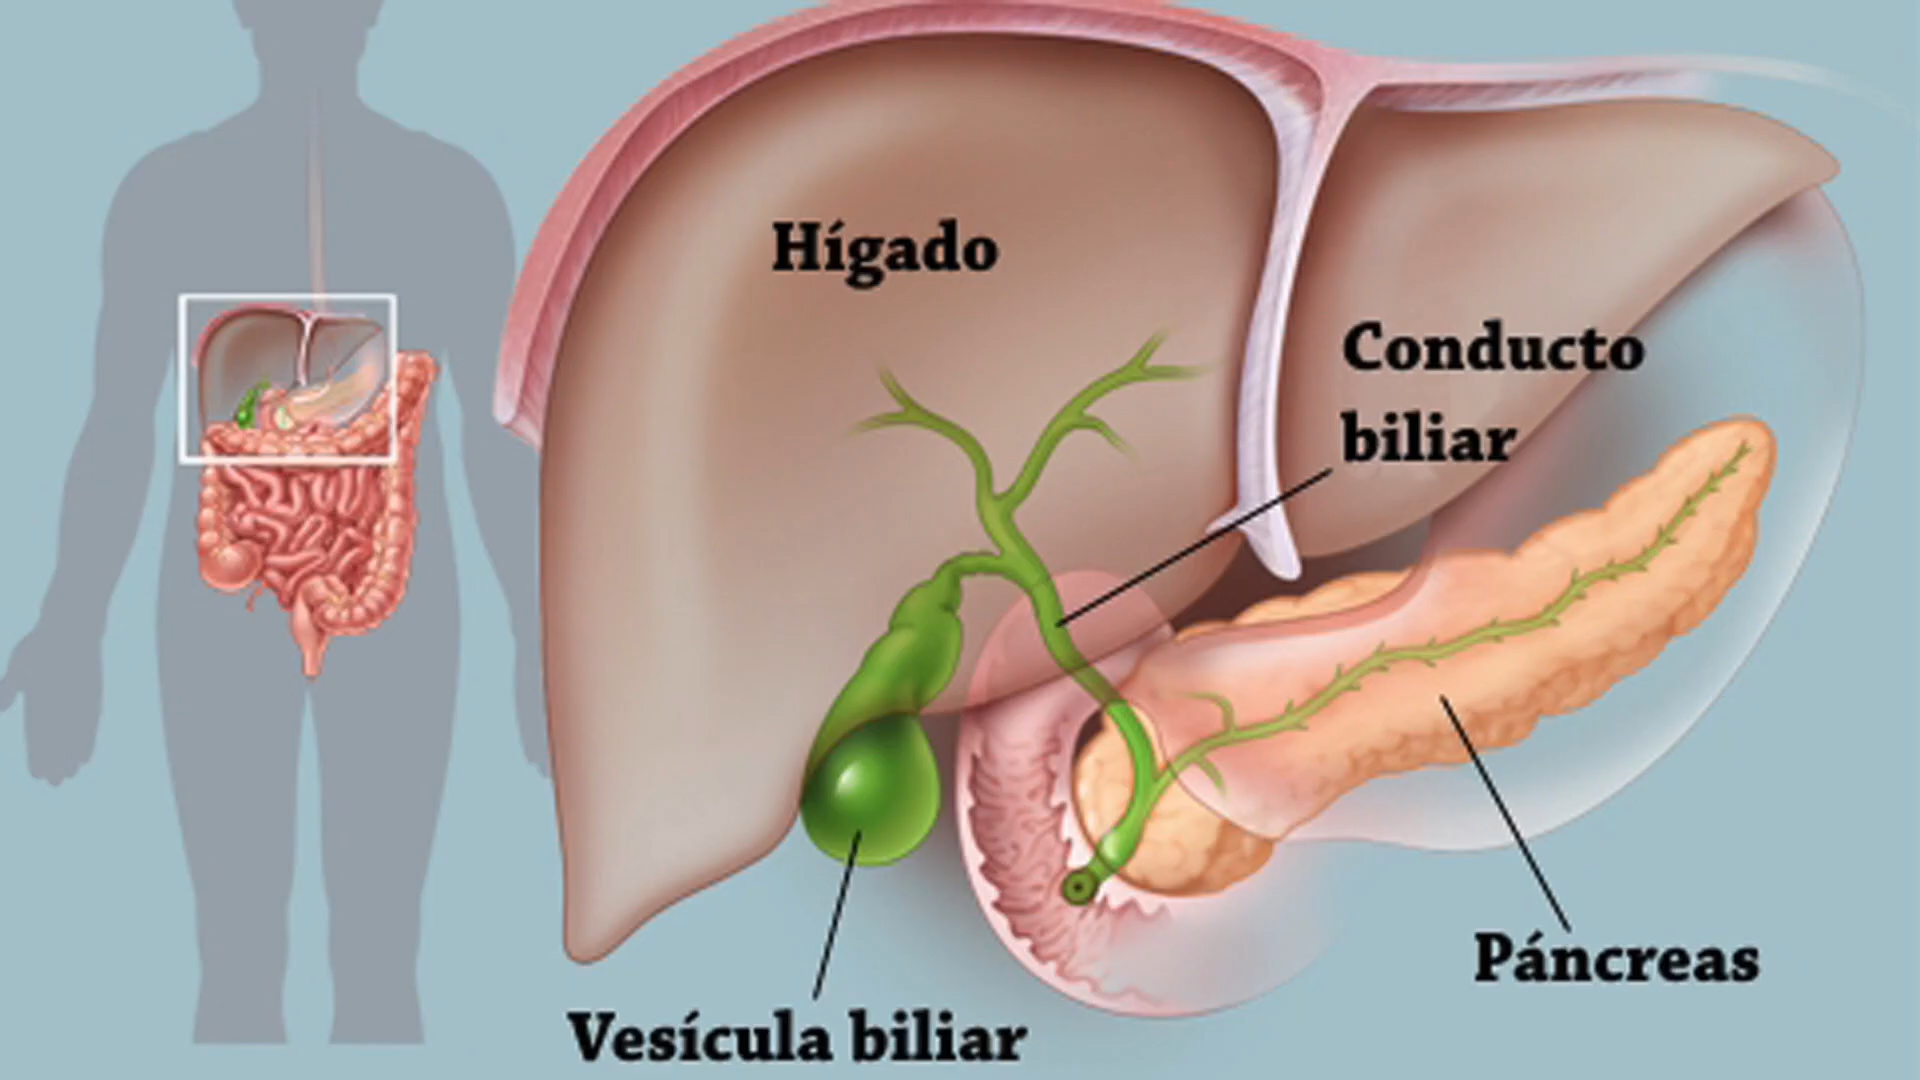 Hígado
Conducto
biliar
Páncreas
Vesícula biliar